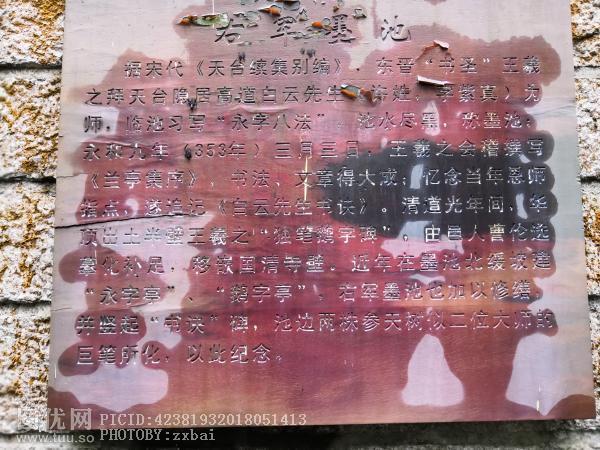 右军墨池
据宋代《天台续集别编》，东晋“书圣”王羲
之拜天台隐居高道白云先生（许姓，李紫真）为
师，临池习写“永字八法”，池水尽黑，称墨池；
永和九年（353年）三月三日，王羲之会稽撰写
《兰亭集序》，书法、文章得大成；忆念当年恩师
指点，遂追记《白云先生书诀》。清道光年间，华
顶出土半壁王羲之“独笔鹅字碑”，由邑人曹伦选
摹化补足，移嵌国清寺壁。近年在墨池北缓坡建
“永字亭”、“鹅字亭”，右军墨池也加以修缮，
并竖起“书诀”碑，池边两株参天树似二位大师的
巨笔所化，以此纪念。
优网
www.tuu.so
PICID:42381932018051413
PHOTOBY:zxbai